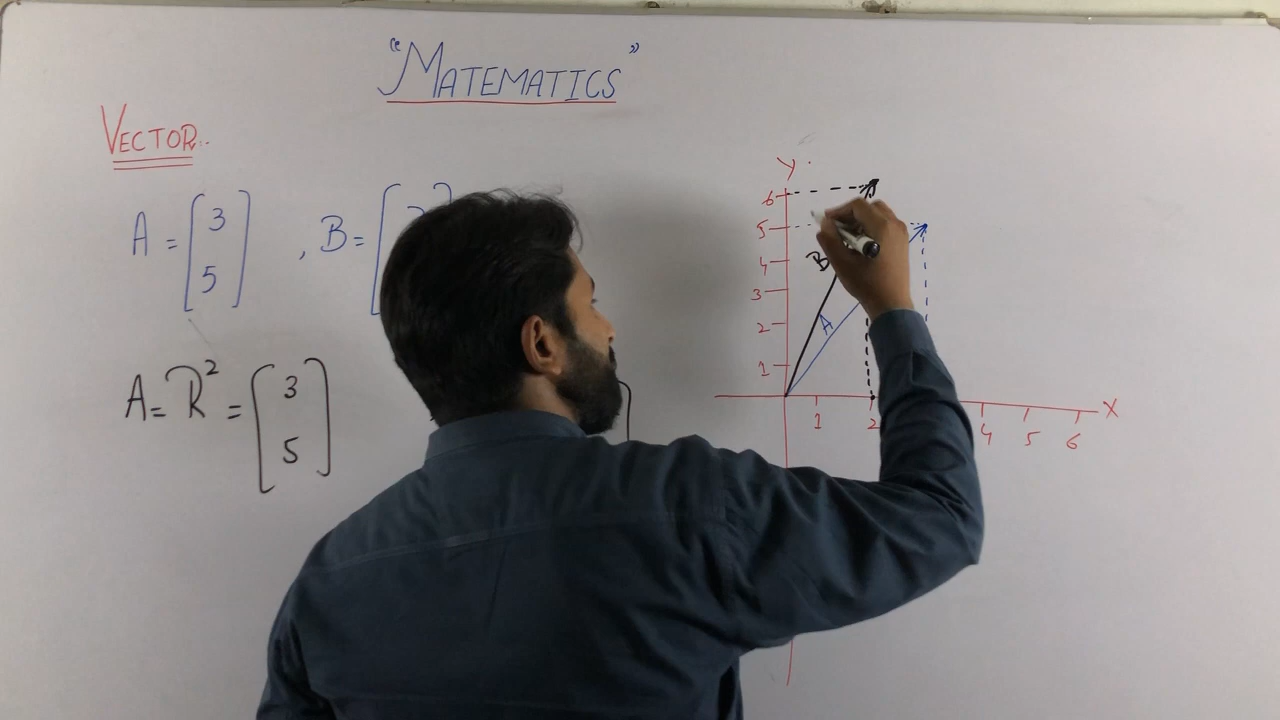 "MATEMATICS"
VECTOR:.
A = [3 5] , B = [
A = R² = [3 5]
Y
6
5
4
3
2
1
B
A
1 2 4 5 6 X